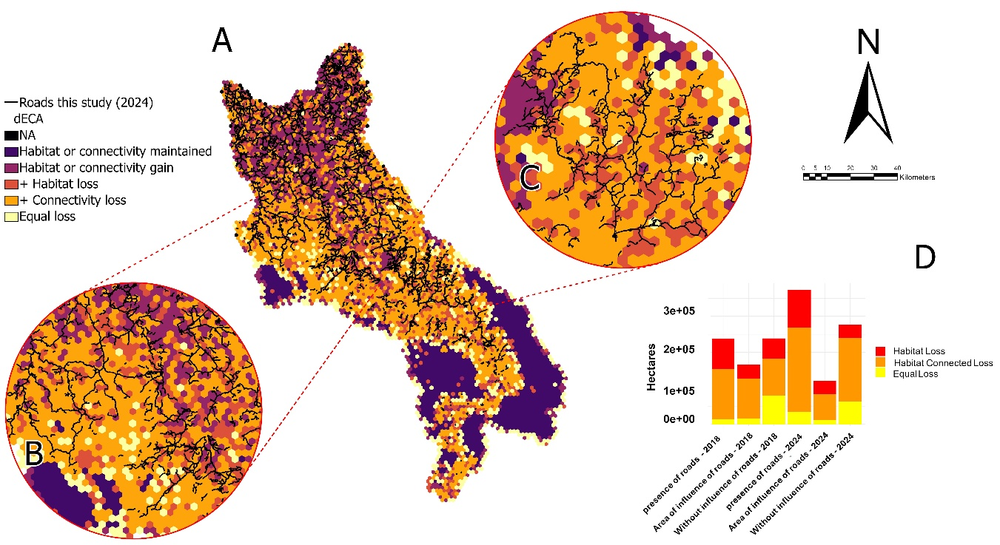 A
Roads this study (2024)
dECA
NA
Habitat or connectivity maintained
Habitat or connectivity gain
+ Habitat loss
+ Connectivity loss
Equal loss
B
C
N
0 5 10 20 30 40
Kilometers
D
Hectares
3e+05
2e+05
1e+05
0e+00
presence of roads - 2018
Area of influence of roads - 2018
Without influence of roads - 2018
presence of roads - 2024
Area of influence of roads - 2024
Without influence of roads - 2024
Habitat Loss
Habitat Connected Loss
Equal Loss